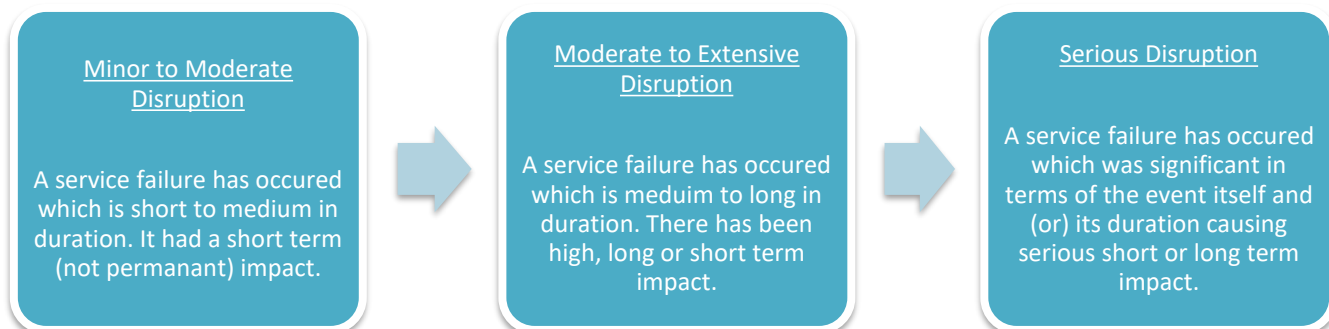 Minor to Moderate
Disruption
A service failure has occured
which is short to medium in
duration. It had a short term
(not permanant) impact.
Moderate to Extensive
Disruption
A service failure has occured
which is meduim to long in
duration. There has been
high, long or short term
impact.
Serious Disruption
A service failure has occured
which was significant in
terms of the event itself and
(or) its duration causing
serious short or long term
impact.